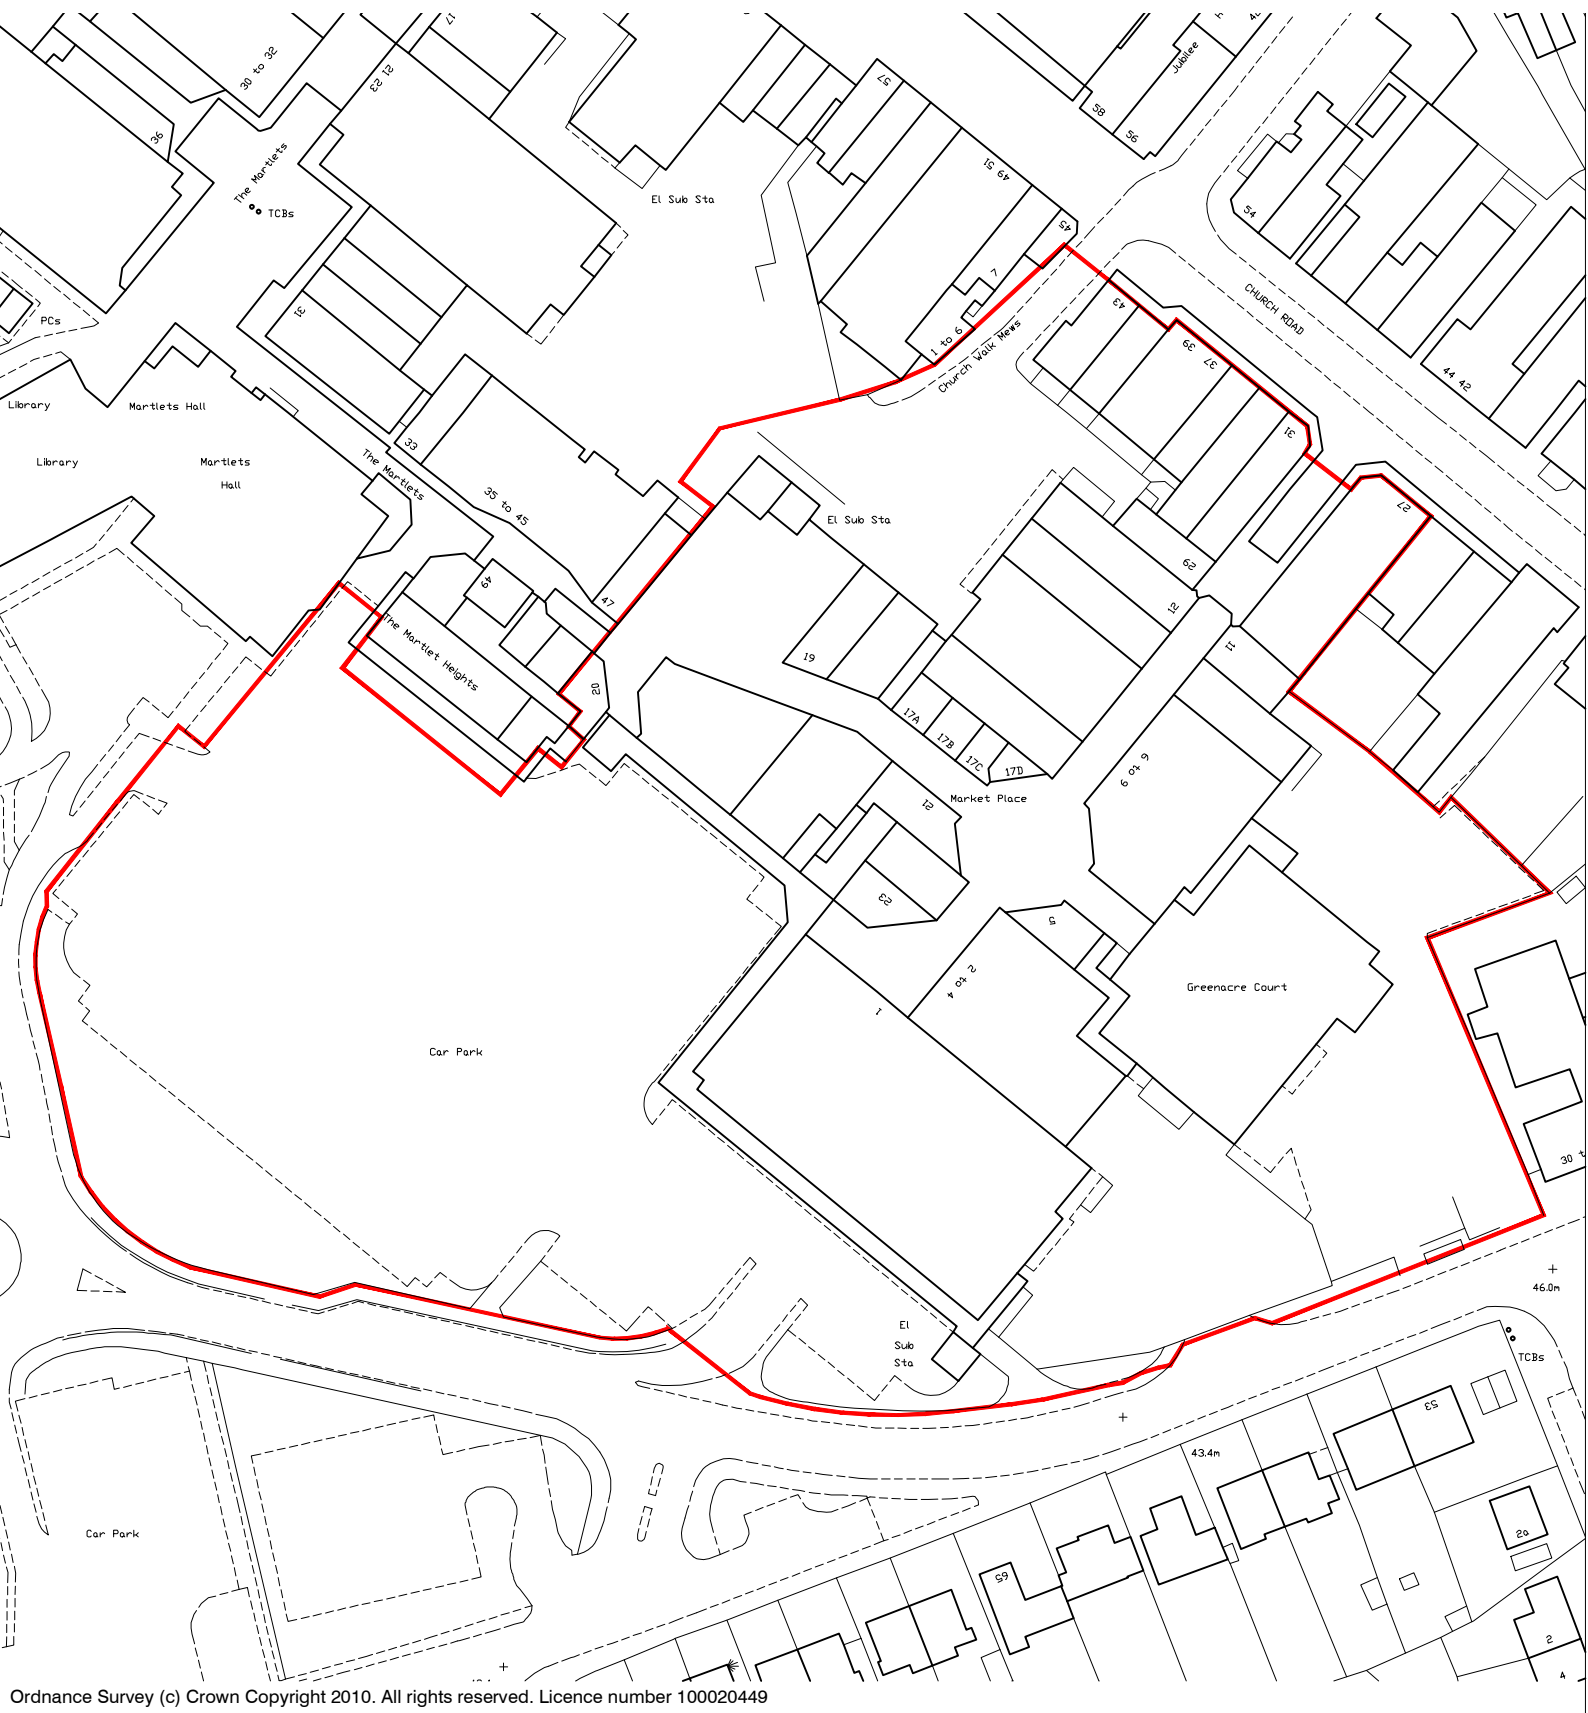 17
30 to 32
21 23
57
Jubilee
58
56
36
The Martlets
TCBs
El Sub Sta
49 51
45
54
CHURCH ROAD
PCs
31
7
1 to 6
Church Walk Mews
43
39
37
44 42
Library
Martlets Hall
33
31
Library
Martlets
Hall
The Martlets
35 to 45
El Sub Sta
27
49
47
29
12
The Martlet Heights
20
19
11
17A
17B
17C
17D
6 to 9
Market Place
21
23
5
2 to 4
Greenacre Court
1
Car Park
30 t
46.0m
El
Sub
Sta
TCBs
53
43.4m
Car Park
2a
65
2
4
Ordnance Survey (c) Crown Copyright 2010. All rights reserved. Licence number 100020449